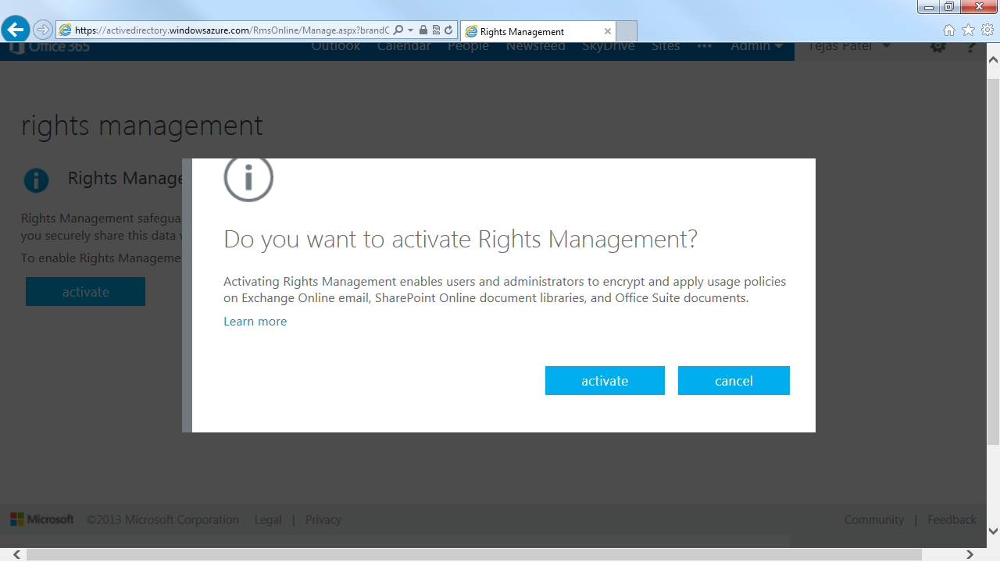 https://activedirectory.windowsazure.com/RmsOnline/Manage.aspx?brandC
Rights Management
Office 365
Outlook
Calendar
People
Newsfeed
SkyDrive
Sites
Admin
Tejas Patel
rights management
Rights Manage
Rights Management safegua
you securely share this data
To enable Rights Manageme
activate
Do you want to activate Rights Management?
Activating Rights Management enables users and administrators to encrypt and apply usage policies
on Exchange Online email, SharePoint Online document libraries, and Office Suite documents.
Learn more
activate
cancel
Microsoft ©2013 Microsoft Corporation Legal | Privacy
Community | Feedback